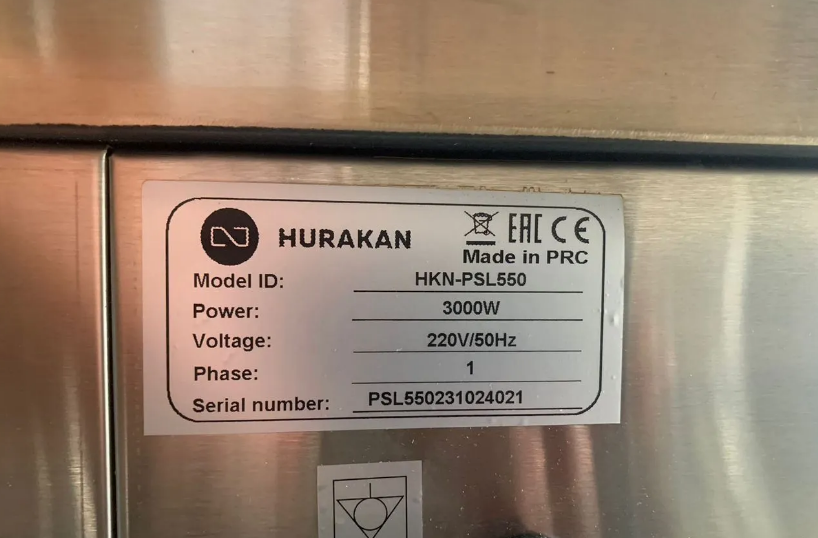 HURAKAN
EAC CE
Made in PRC
Model ID: HKN-PSL550
Power: 3000W
Voltage: 220V/50Hz
Phase: 1
Serial number: PSL550231024021